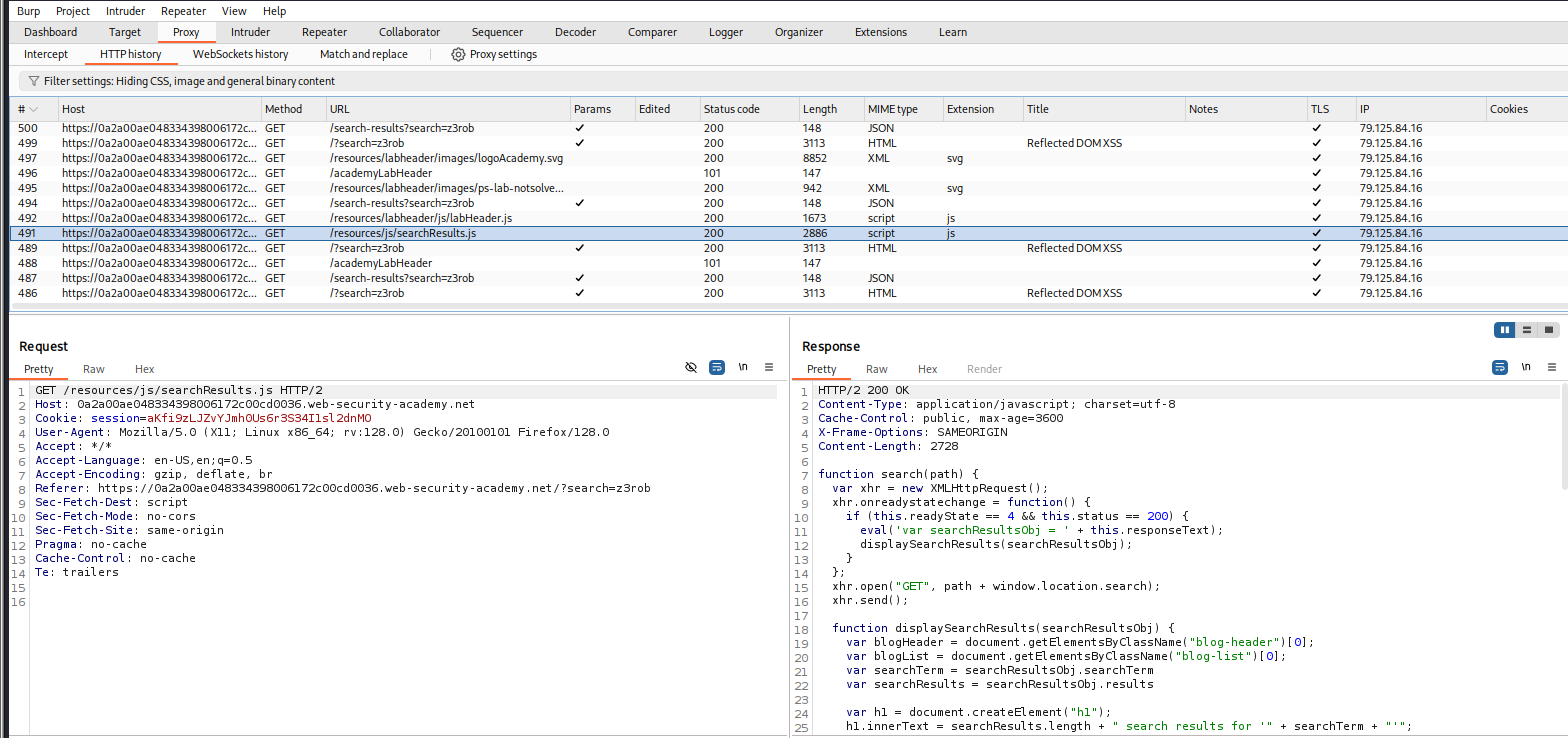 Burp Project Intruder Repeater View Help
Dashboard Target Proxy Intruder Repeater Collaborator Sequencer Decoder Comparer Logger Organizer Extensions Learn
Intercept HTTP history WebSockets history Match and replace Proxy settings
Filter settings: Hiding CSS, image and general binary content
# Host Method URL Params Edited Status code Length MIME type Extension Title Notes TLS IP Cookies
500 https://0a2a00ae048334398006172c... GET /search-results?search=z3rob ✓ 200 148 JSON ✓ 79.125.84.16
499 https://0a2a00ae048334398006172c... GET /?search=z3rob ✓ 200 3113 HTML Reflected DOM XSS ✓ 79.125.84.16
497 https://0a2a00ae048334398006172c... GET /resources/labheader/images/logoAcademy.svg 200 8852 XML svg ✓ 79.125.84.16
496 https://0a2a00ae048334398006172c... GET /academyLabHeader 101 147 ✓ 79.125.84.16
495 https://0a2a00ae048334398006172c... GET /resources/labheader/images/ps-lab-notsolve... 200 942 XML svg ✓ 79.125.84.16
494 https://0a2a00ae048334398006172c... GET /search-results?search=z3rob ✓ 200 148 JSON ✓ 79.125.84.16
492 https://0a2a00ae048334398006172c... GET /resources/labheader/js/labHeader.js 200 1673 script js ✓ 79.125.84.16
491 https://0a2a00ae048334398006172c... GET /resources/js/searchResults.js 200 2886 script js ✓ 79.125.84.16
489 https://0a2a00ae048334398006172c... GET /?search=z3rob ✓ 200 3113 HTML Reflected DOM XSS ✓ 79.125.84.16
488 https://0a2a00ae048334398006172c... GET /academyLabHeader 101 147 ✓ 79.125.84.16
487 https://0a2a00ae048334398006172c... GET /search-results?search=z3rob ✓ 200 148 JSON ✓ 79.125.84.16
486 https://0a2a00ae048334398006172c... GET /?search=z3rob ✓ 200 3113 HTML Reflected DOM XSS ✓ 79.125.84.16
Request
Pretty Raw Hex \n
1 GET /resources/js/searchResults.js HTTP/2
2 Host: 0a2a00ae048334398006172c00cd0036.web-security-academy.net
3 Cookie: session=aKfi9zLJZvYJmh0Us6r3S34I1sl2dnMO
4 User-Agent: Mozilla/5.0 (X11; Linux x86_64; rv:128.0) Gecko/20100101 Firefox/128.0
5 Accept: */*
6 Accept-Language: en-US,en;q=0.5
7 Accept-Encoding: gzip, deflate, br
8 Referer: https://0a2a00ae048334398006172c00cd0036.web-security-academy.net/?search=z3rob
9 Sec-Fetch-Dest: script
10 Sec-Fetch-Mode: no-cors
11 Sec-Fetch-Site: same-origin
12 Pragma: no-cache
13 Cache-Control: no-cache
14 Te: trailers
15
16
Response
Pretty Raw Hex Render \n
1 HTTP/2 200 OK
2 Content-Type: application/javascript; charset=utf-8
3 Cache-Control: public, max-age=3600
4 X-Frame-Options: SAMEORIGIN
5 Content-Length: 2728
6
7 function search(path) {
8 var xhr = new XMLHttpRequest();
9 xhr.onreadystatechange = function() {
10 if (this.readyState == 4 && this.status == 200) {
11 eval('var searchResultsObj = ' + this.responseText);
12 displaySearchResults(searchResultsObj);
13 }
14 };
15 xhr.open("GET", path + window.location.search);
16 xhr.send();
17
18 function displaySearchResults(searchResultsObj) {
19 var blogHeader = document.getElementsByClassName("blog-header")[0];
20 var blogList = document.getElementsByClassName("blog-list")[0];
21 var searchTerm = searchResultsObj.searchTerm
22 var searchResults = searchResultsObj.results
23
24 var h1 = document.createElement("h1");
25 h1.innerText = searchResults.length + " search results for '" + searchTerm + "'";